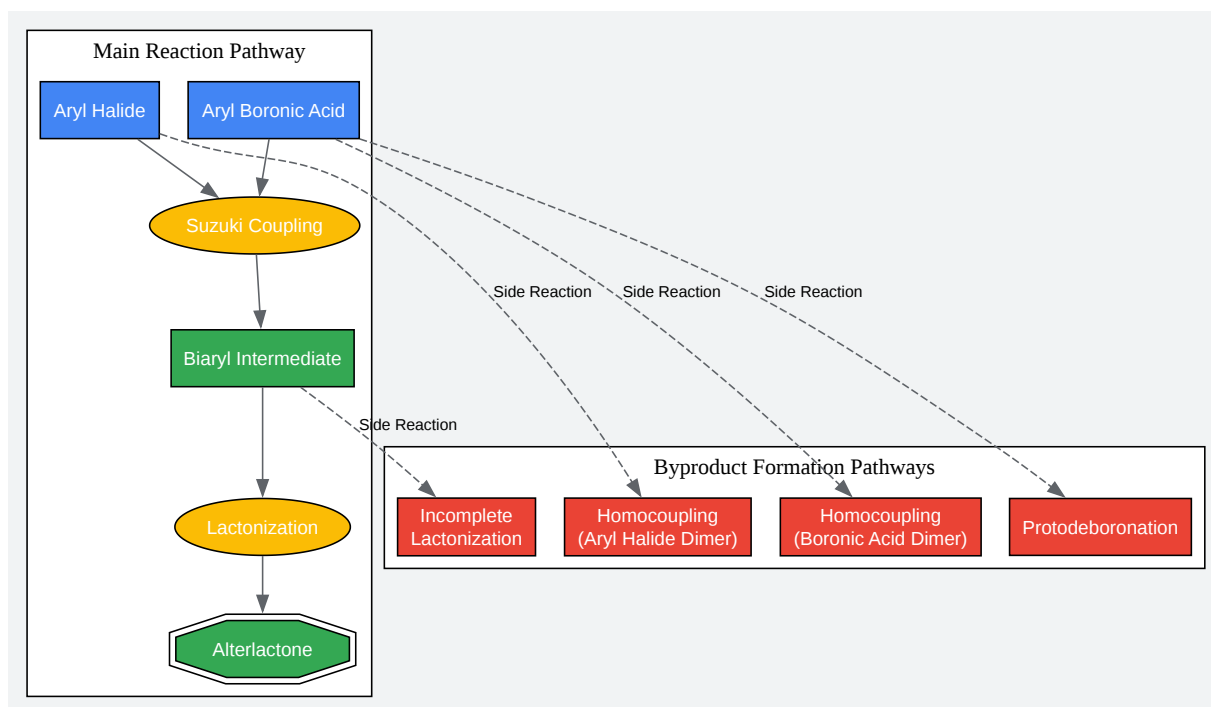 Main Reaction Pathway
Aryl Halide
Aryl Boronic Acid
Suzuki Coupling
Side Reaction
Side Reaction
Side Reaction
Biaryl Intermediate
Side Reaction
Byproduct Formation Pathways
Incomplete
Lactonization
Homocoupling
(Aryl Halide Dimer)
Homocoupling
(Boronic Acid Dimer)
Protodeboronation
Lactonization
Alterlactone